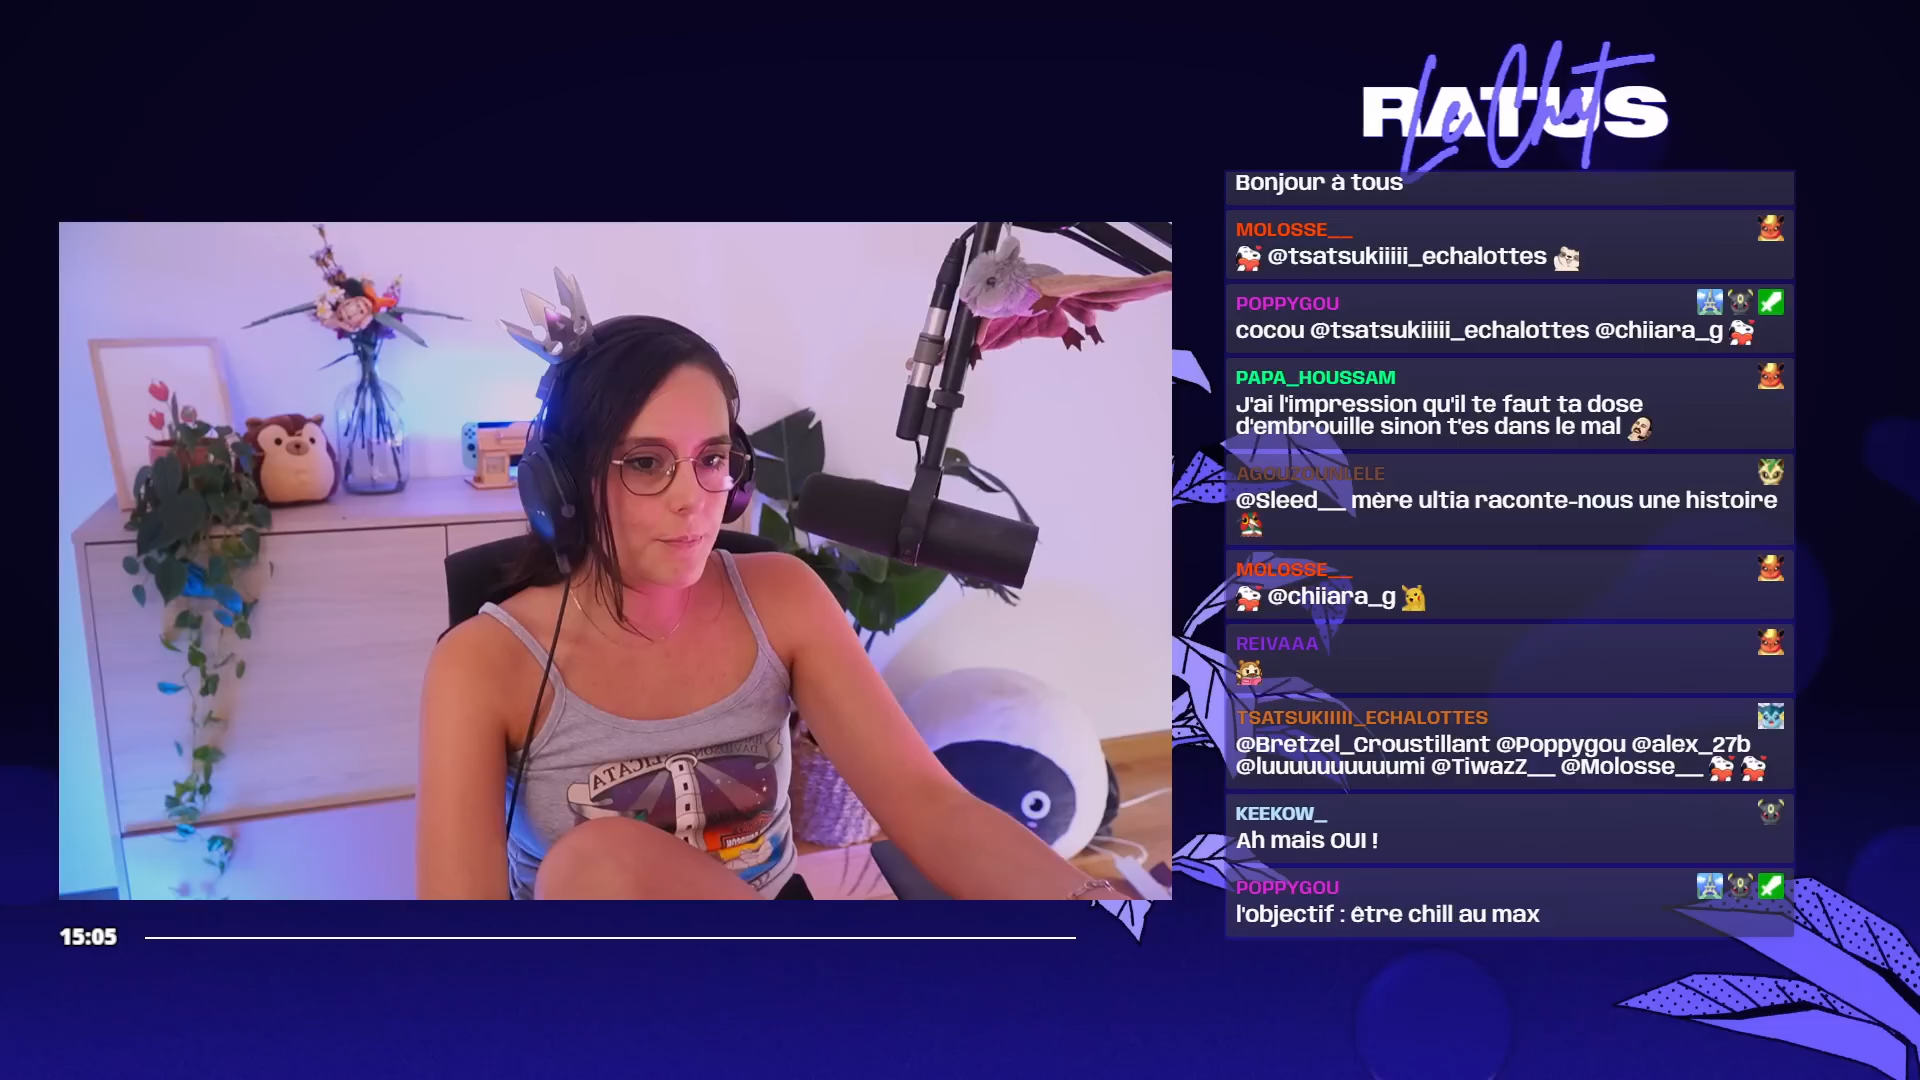 RATUS
Le Chat
Bonjour à tous
MOLOSSE__
@tsatsukiiiii_echalottes
POPPYGOU
cocou @tsatsukiiiii_echalottes @chiiara_g
PAPA_HOUSSAM
J'ai l'impression qu'il te faut ta dose
d'embrouille sinon t'es dans le mal
AGOUZOUNLELE
@Sleed__ mère ultia raconte-nous une histoire
MOLOSSE__
@chiiara_g
REIVAAA
TSATSUKIIIII_ECHALOTTES
@Bretzel_Croustillant @Poppygou @alex_27b
@luuuuuuuuuumi @TiwazZ__ @Molosse__
KEEKOW_
Ah mais OUI !
POPPYGOU
l'objectif : être chill au max
15:05